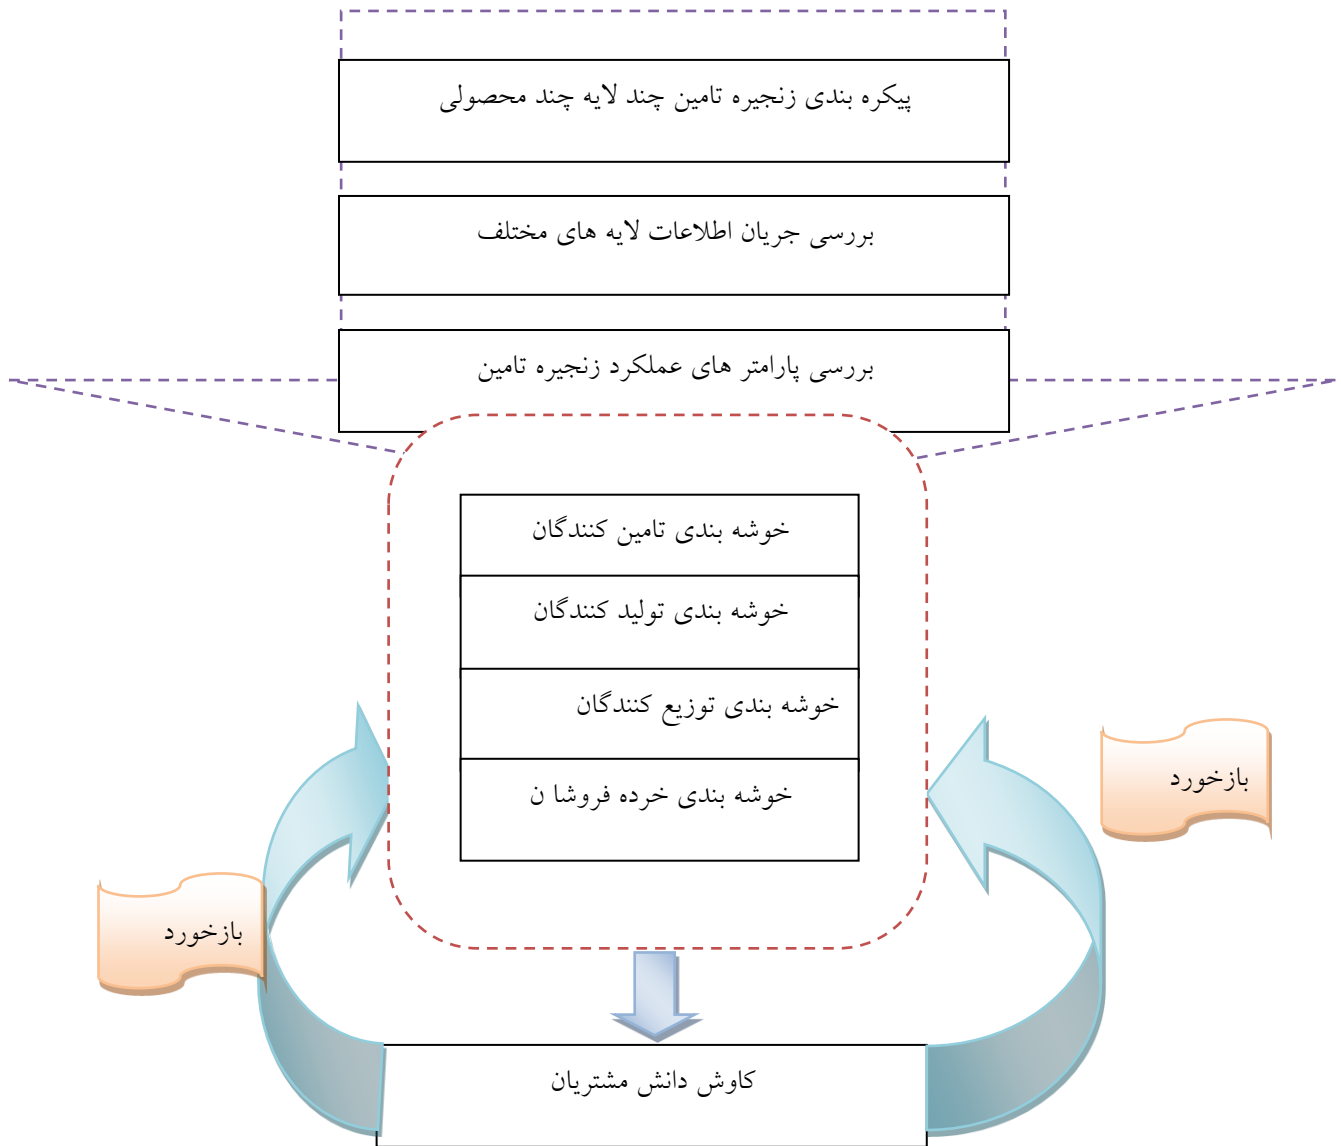 پیکره بندی زنجیره تامین چند لایه چند محصولی
بررسی جریان اطلاعات لایه های مختلف
بررسی پارامتر های عملکرد زنجیره تامین
خوشه بندی تامین کنندگان
خوشه بندی تولید کنندگان
خوشه بندی توزیع کنندگان
خوشه بندی خرده فروشا ن
بازخورد
بازخورد
کاوش دانش مشتریان